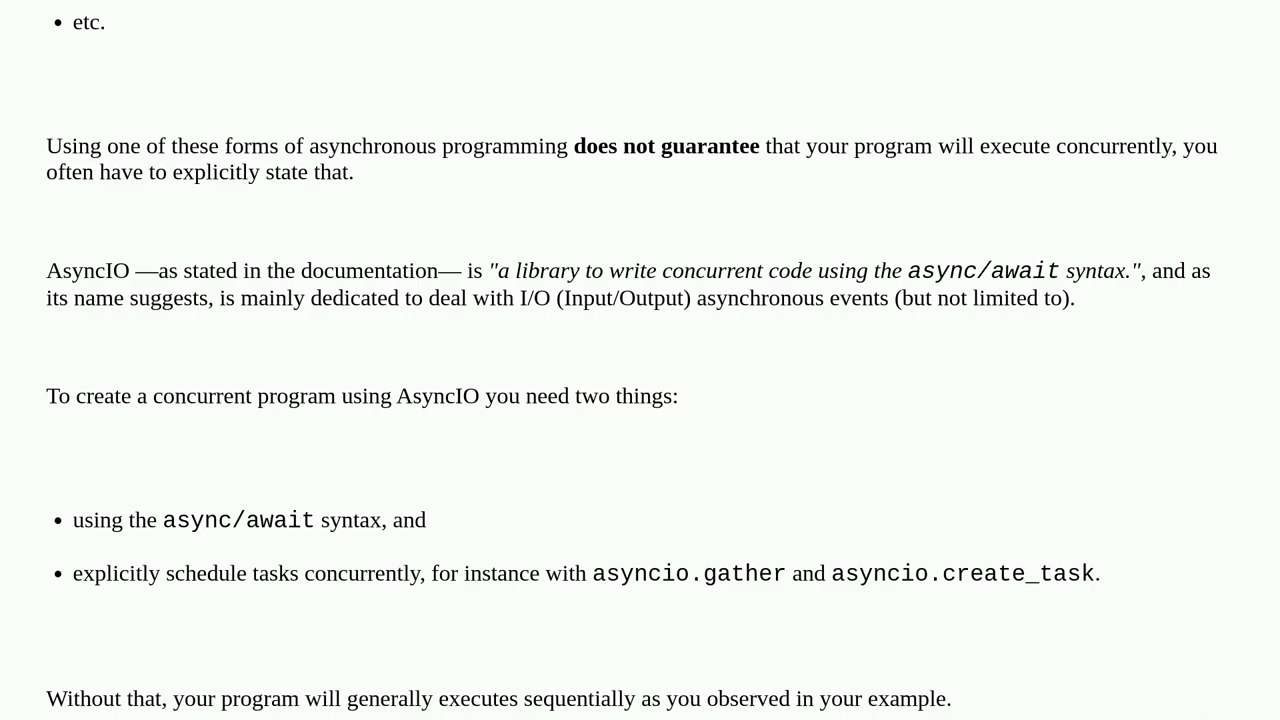 • etc.
Using one of these forms of asynchronous programming does not guarantee that your program will execute concurrently, you
often have to explicitly state that.
AsyncIO —as stated in the documentation— is "a library to write concurrent code using the async/await syntax.", and as
its name suggests, is mainly dedicated to deal with I/O (Input/Output) asynchronous events (but not limited to).
To create a concurrent program using AsyncIO you need two things:
• using the async/await syntax, and
• explicitly schedule tasks concurrently, for instance with asyncio.gather and asyncio.create_task.
Without that, your program will generally executes sequentially as you observed in your example.